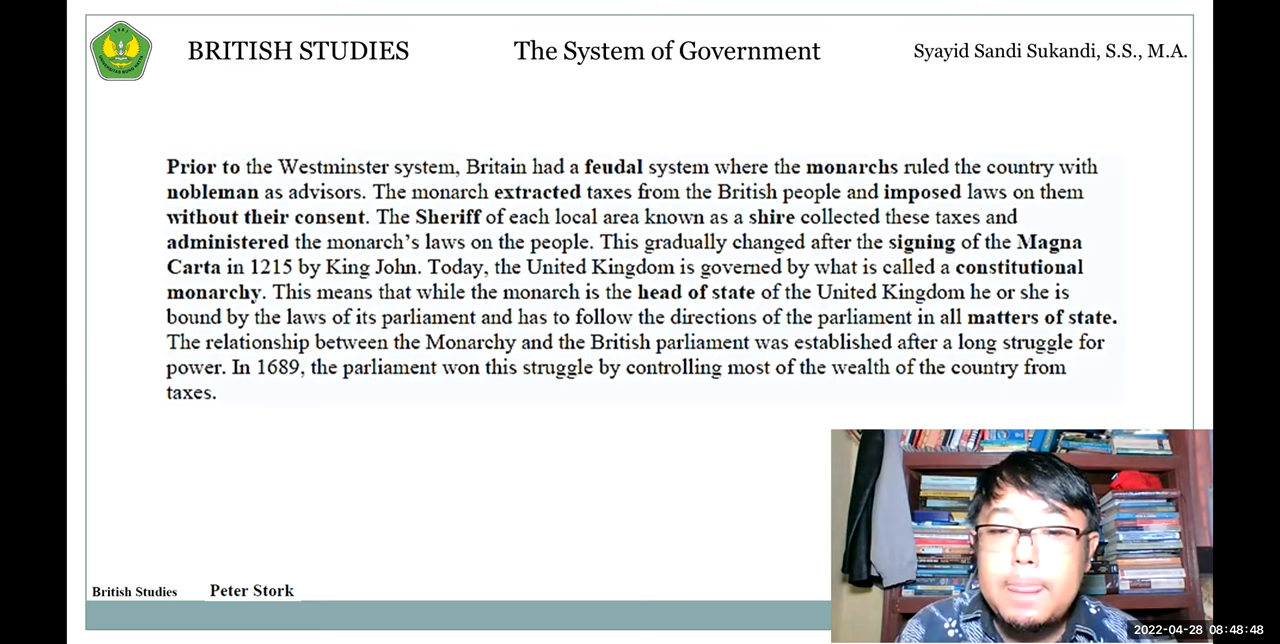 BRITISH STUDIES
The System of Government
Syayid Sandi Sukandi, S.S., M.A.
Prior to the Westminster system, Britain had a feudal system where the monarchs ruled the country with
nobleman as advisors. The monarch extracted taxes from the British people and imposed laws on them
without their consent. The Sheriff of each local area known as a shire collected these taxes and
administered the monarch's laws on the people. This gradually changed after the signing of the Magna
Carta in 1215 by King John. Today, the United Kingdom is governed by what is called a constitutional
monarchy. This means that while the monarch is the head of state of the United Kingdom he or she is
bound by the laws of its parliament and has to follow the directions of the parliament in all matters of state.
The relationship between the Monarchy and the British parliament was established after a long struggle for
power. In 1689, the parliament won this struggle by controlling most of the wealth of the country from
taxes.
British Studies
Peter Stork
2022-04-28 08:48:48